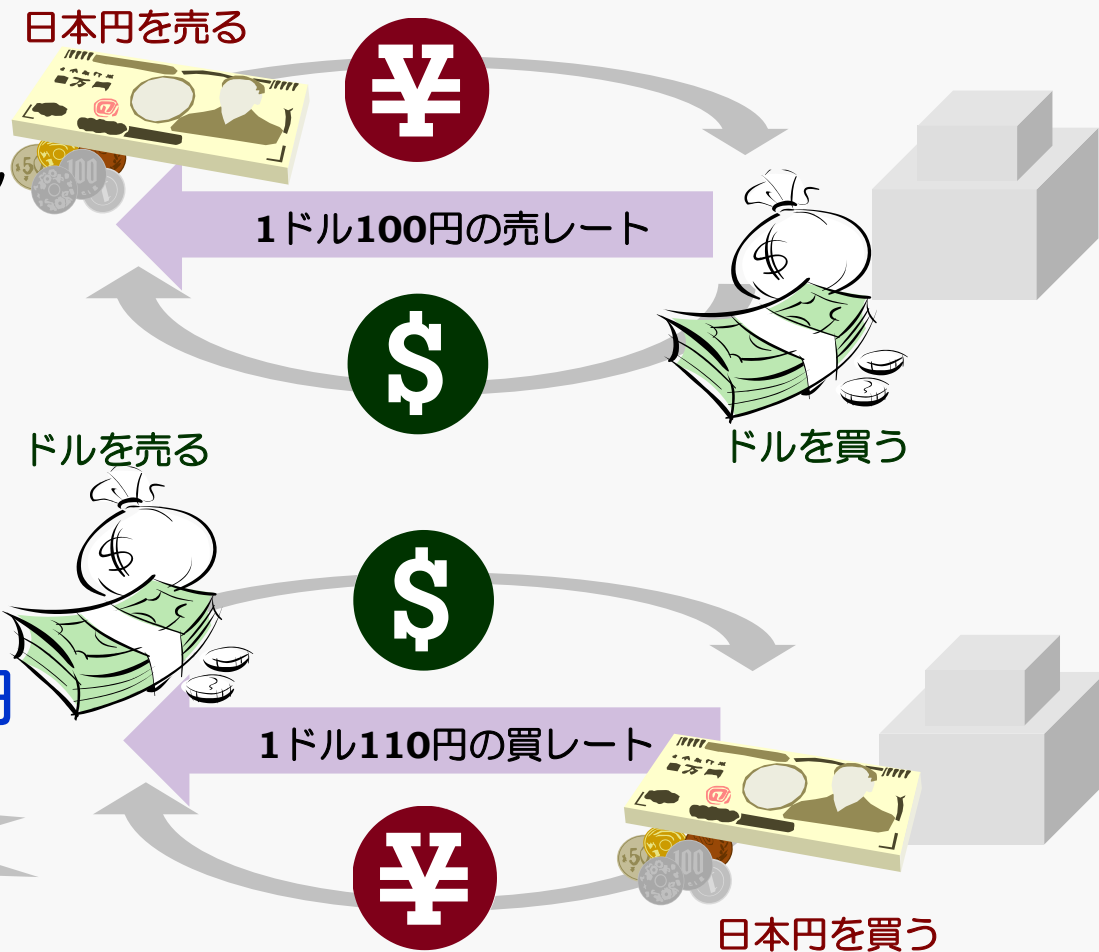 日本円を売る
¥
1ドル100円の売レート
$
ドルを売る
ドルを買う
$
円
1ドル110円の買レート
¥
日本円を買う